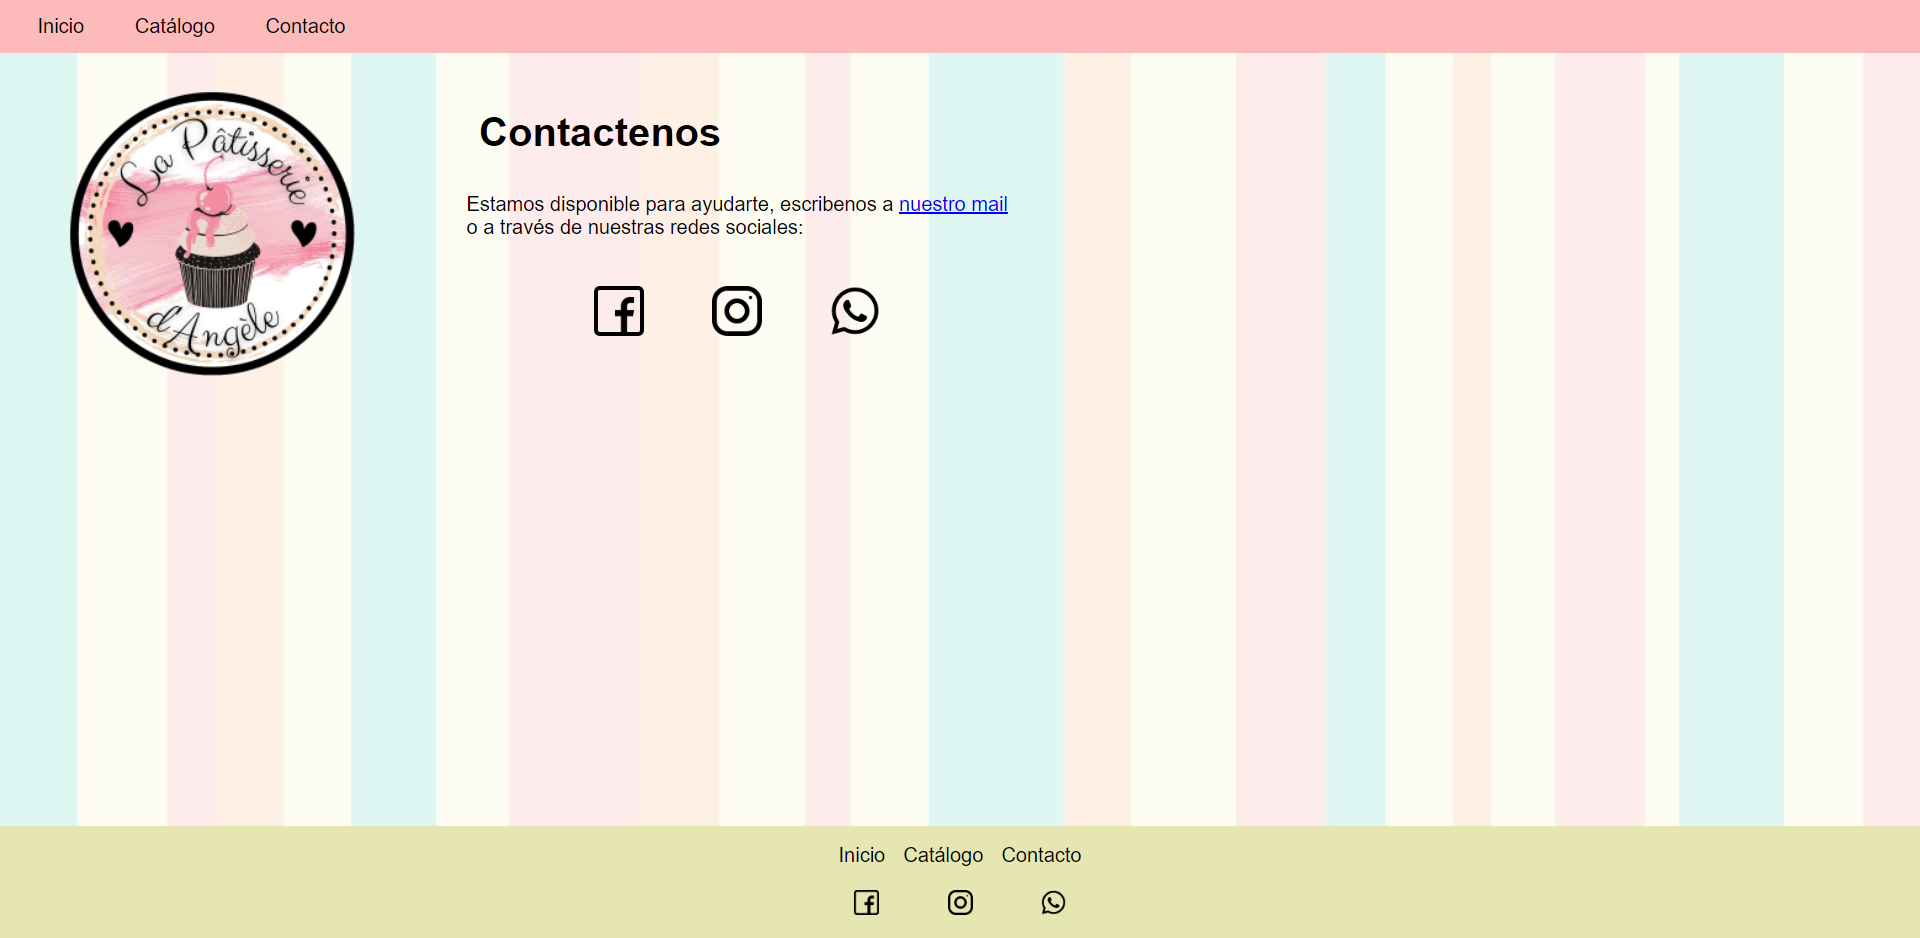 Inicio Catálogo Contacto
La Pâtisserie
d'Angèle
Contactenos
Estamos disponible para ayudarte, escribenos a nuestro mail
o a través de nuestras redes sociales:
Inicio Catálogo Contacto